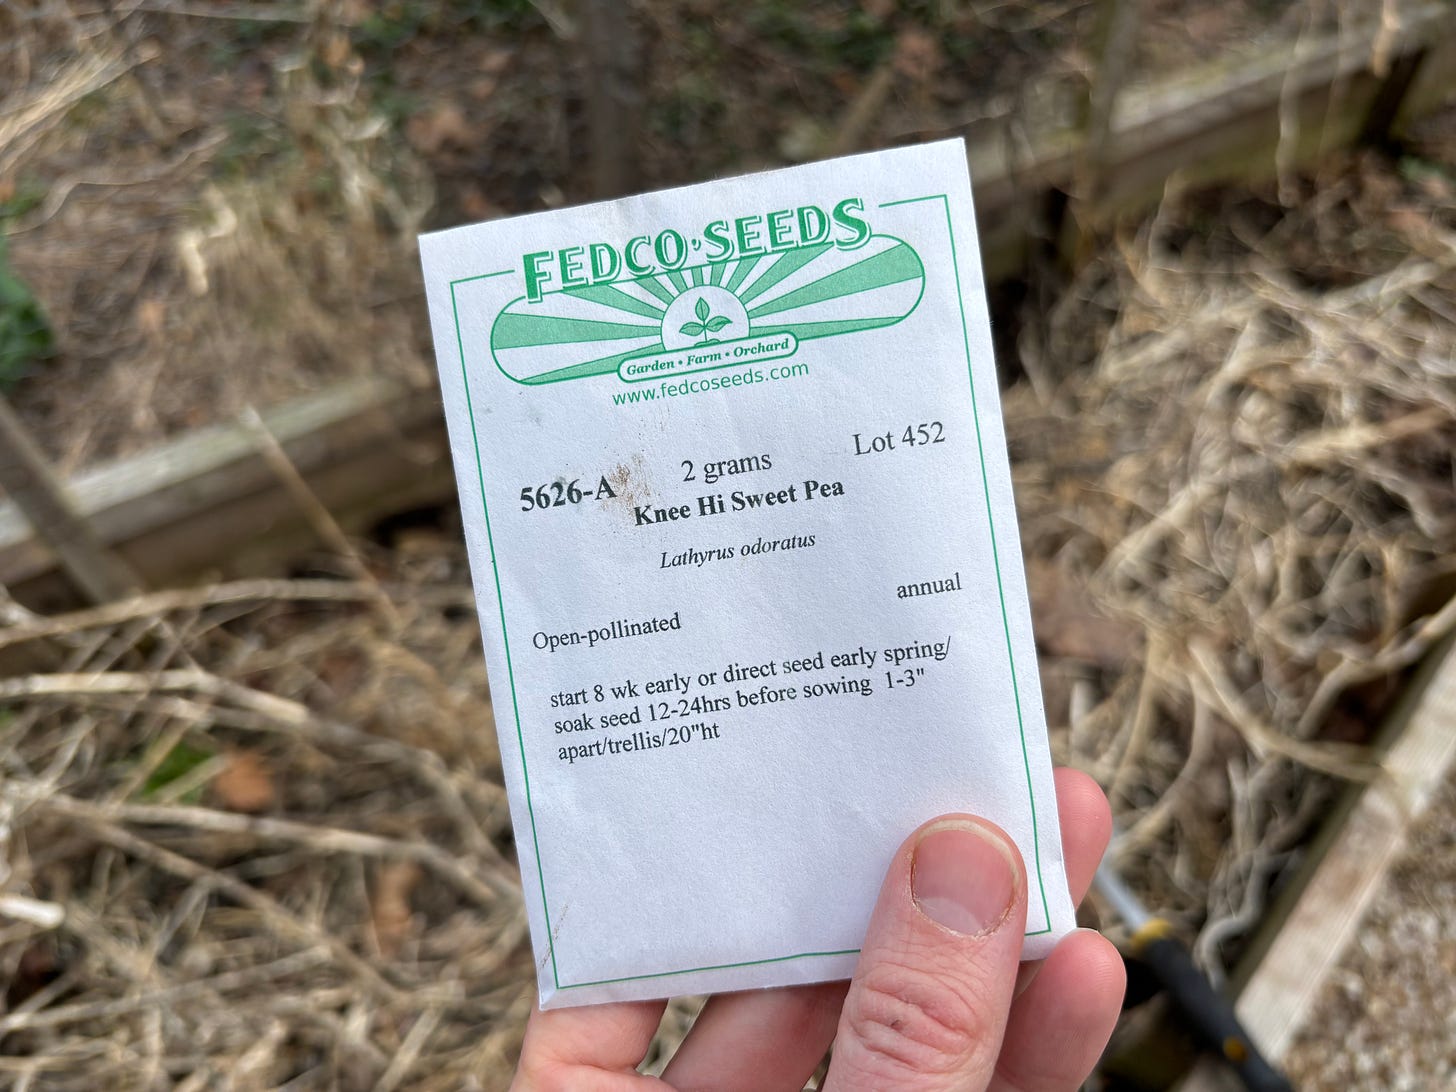 FEDCO·SEEDS
Garden • Farm • Orchard
www.fedcoseeds.com
5626-A 2 grams Lot 452
Knee Hi Sweet Pea
Lathyrus odoratus
annual
Open-pollinated
start 8 wk early or direct seed early spring/
soak seed 12-24hrs before sowing 1-3"
apart/trellis/20"ht